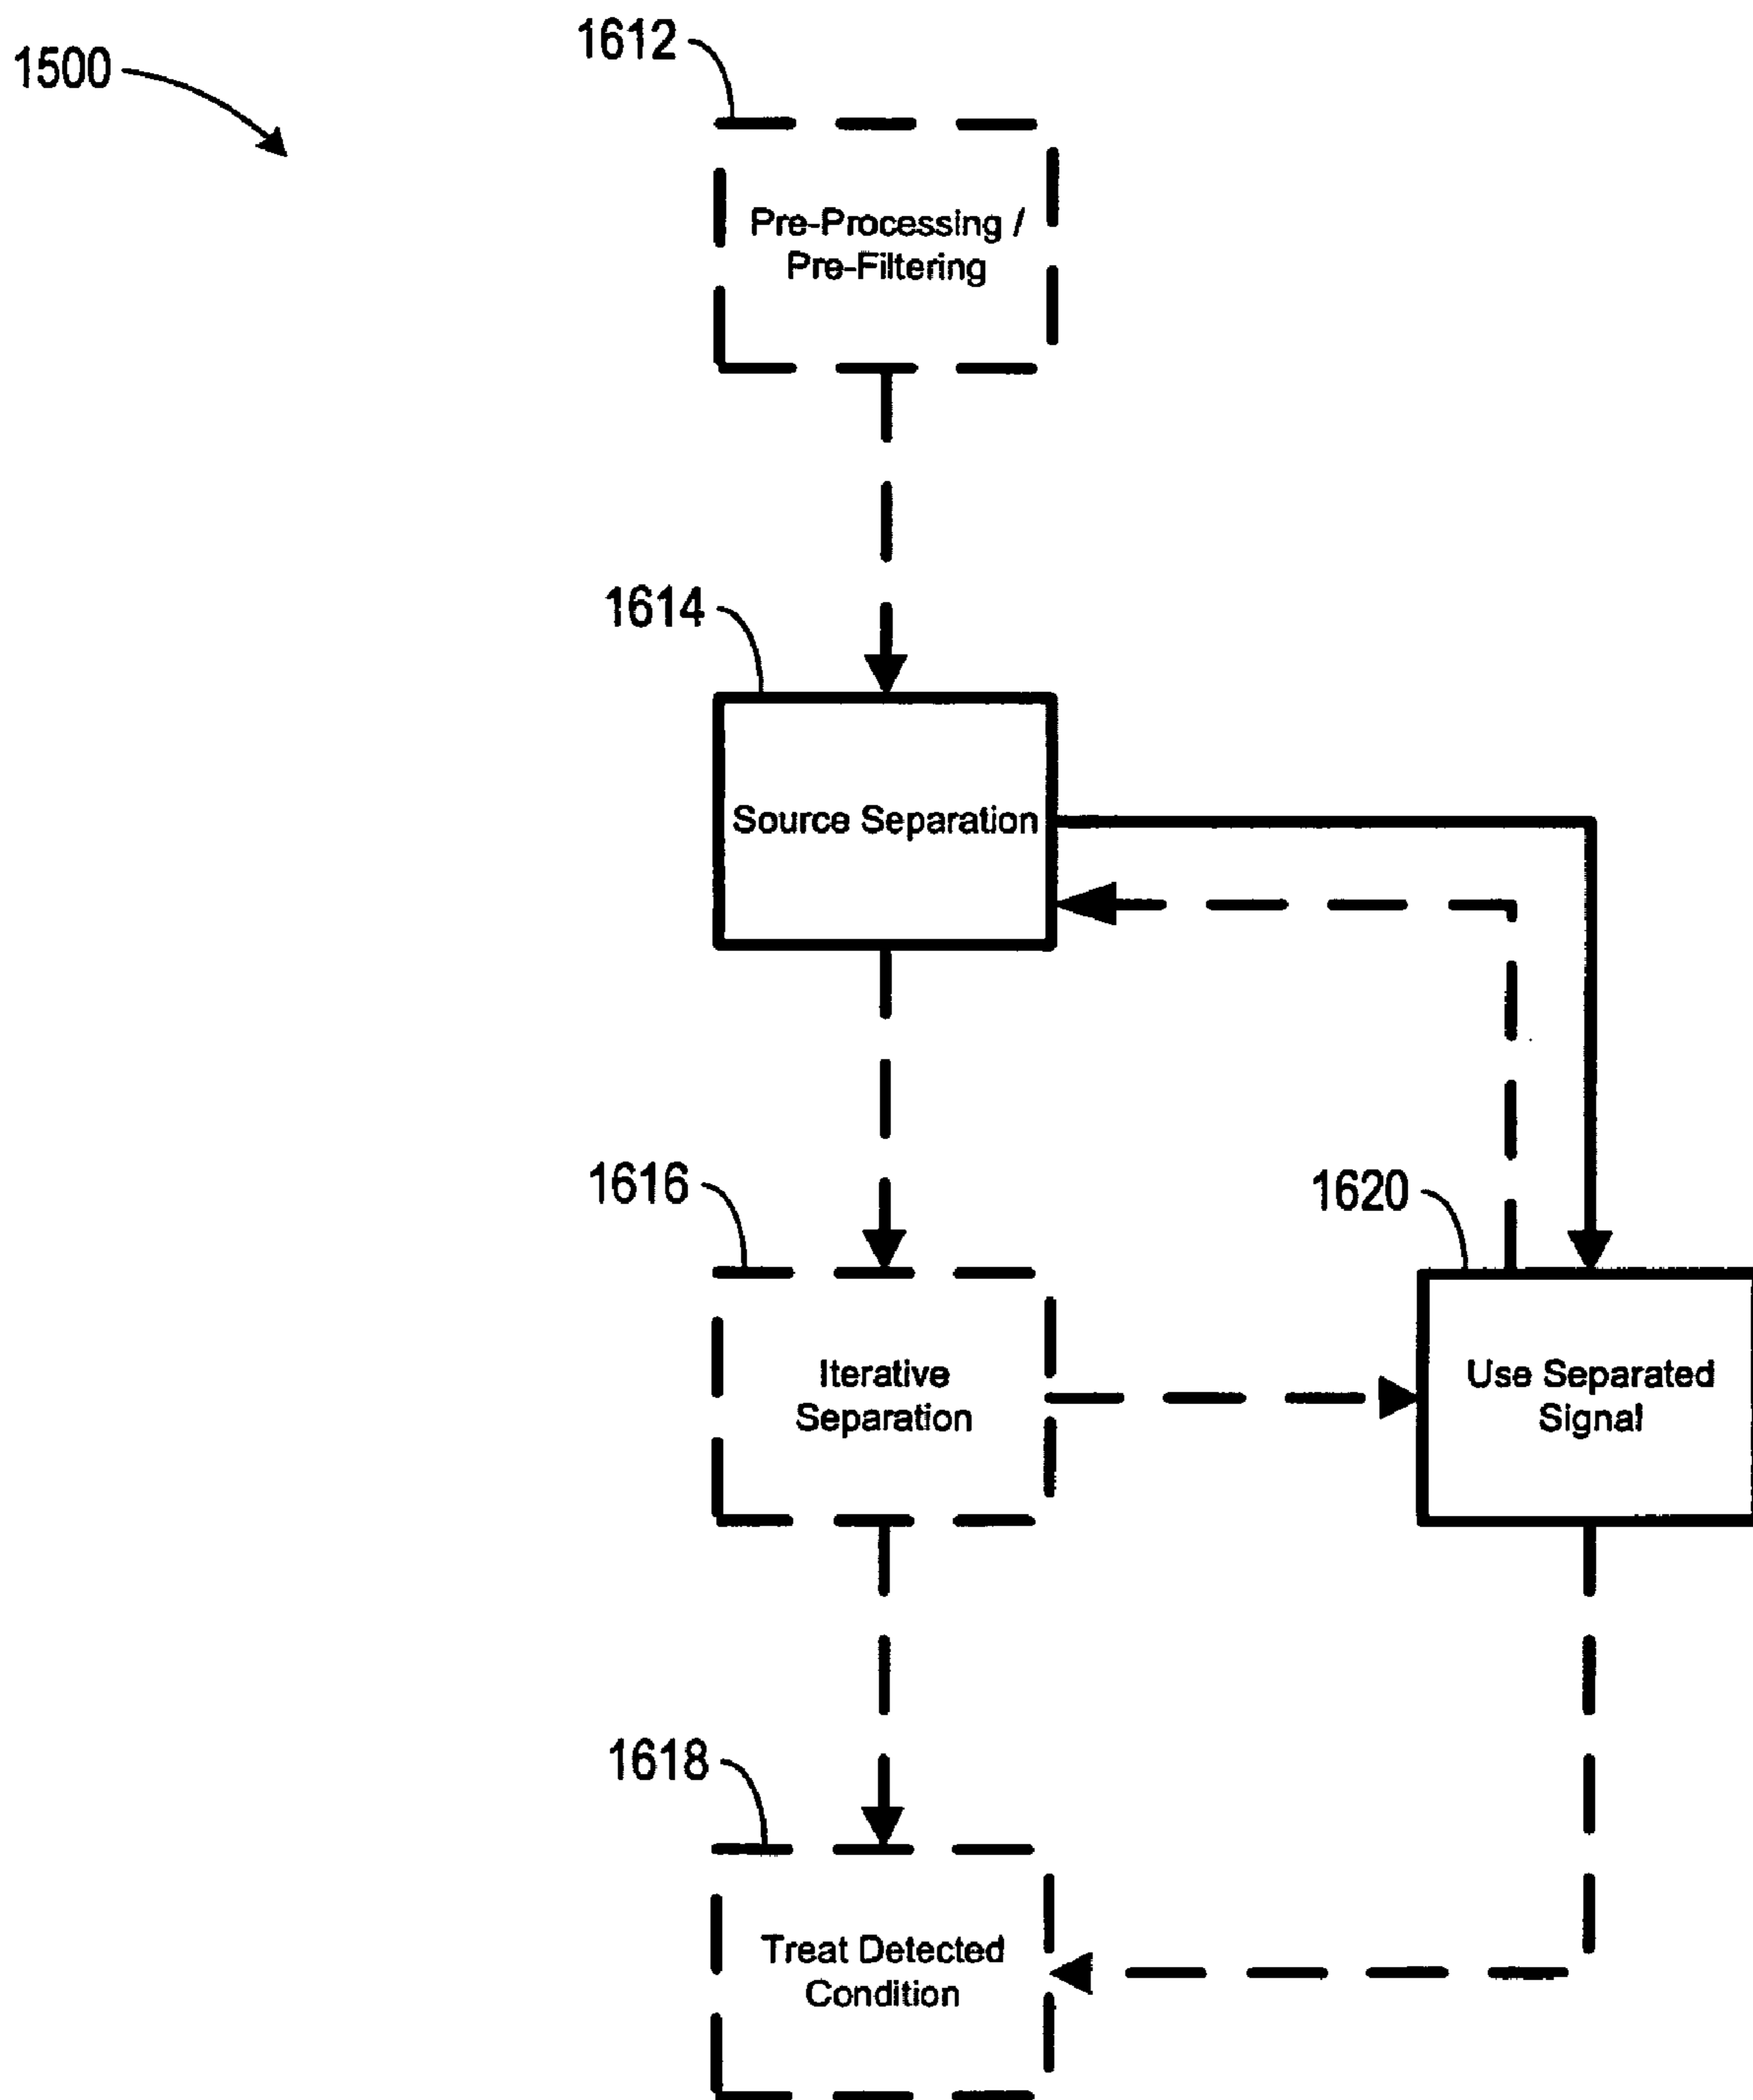 1500
1612
Pre-Processing /
Pre-Filtering
1614
Source Separation
1616
Iterative
Separation
1620
Use Separated
Signal
1618
Treat Detected
Condition